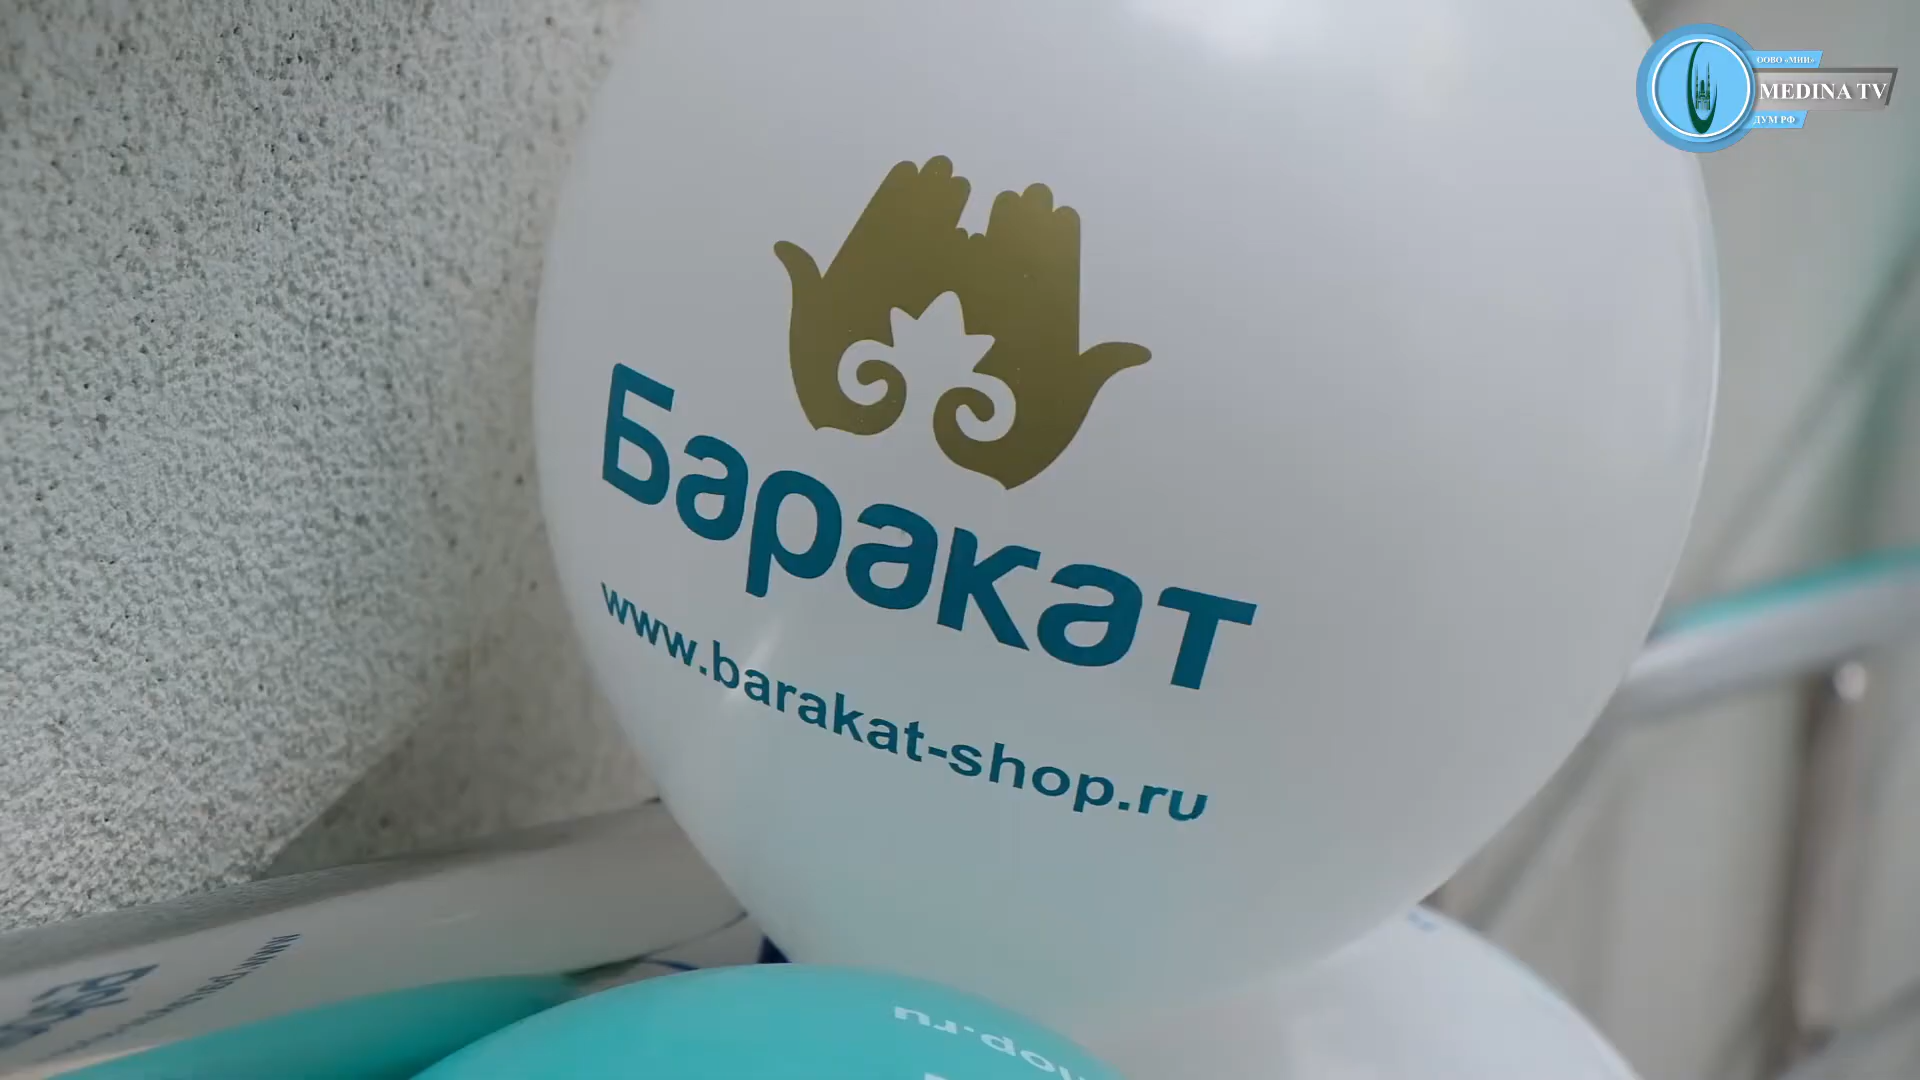 ООВО «МИИ»
MEDINA TV
ДУМ РФ
Баракат
www.barakat-shop.ru